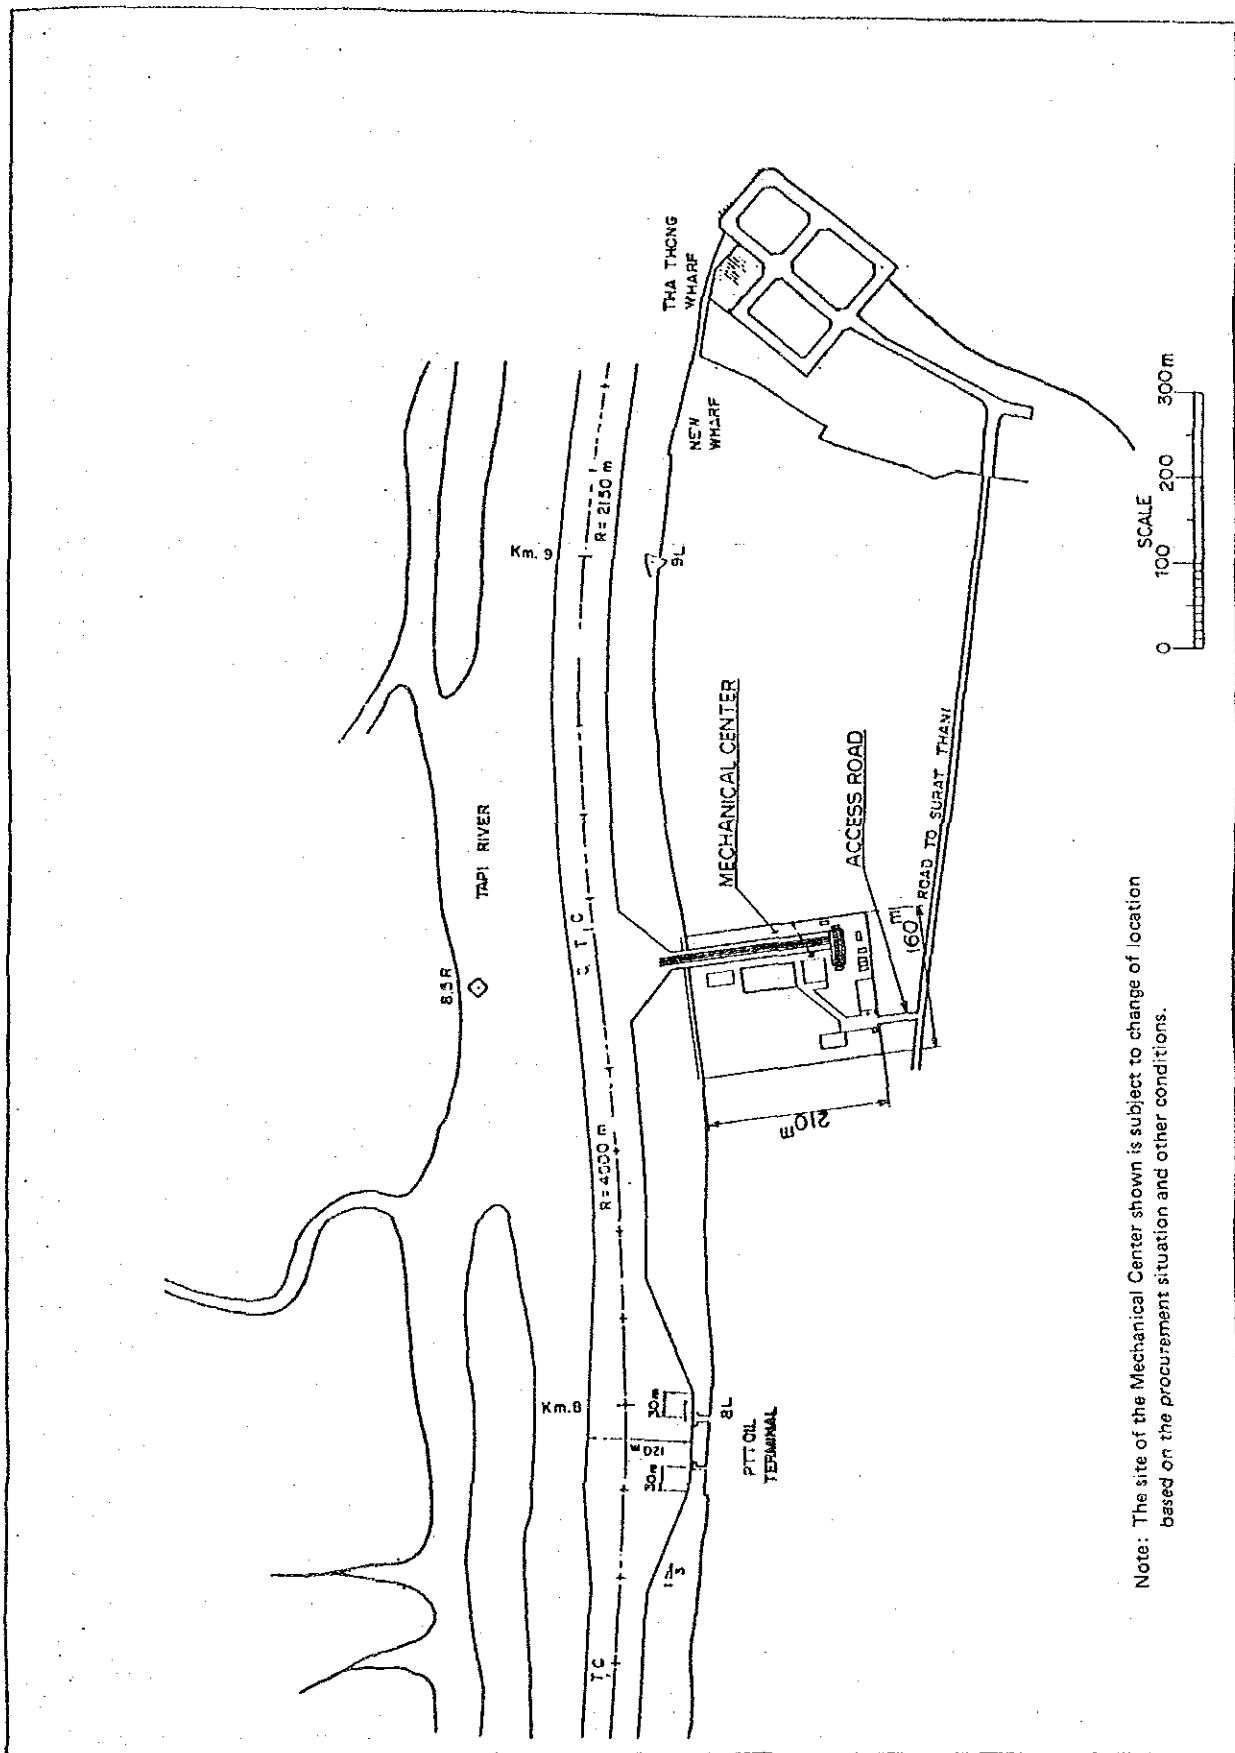 THA THONG
WHARF
NEW
WHARF
R = 2150 m
Km. 9
9L
TAPI RIVER
8.5 R
T C
MECHANICAL CENTER
ACCESS ROAD
ROAD TO SURAT THANI
160m
210m
R = 4000 m
Km. 8
30m
120m
30m
8L
PTT OIL
TERMINAL
T.C
SCALE
0 100 200 300m
Note: The site of the Mechanical Center shown is subject to change of location
based on the procurement situation and other conditions.